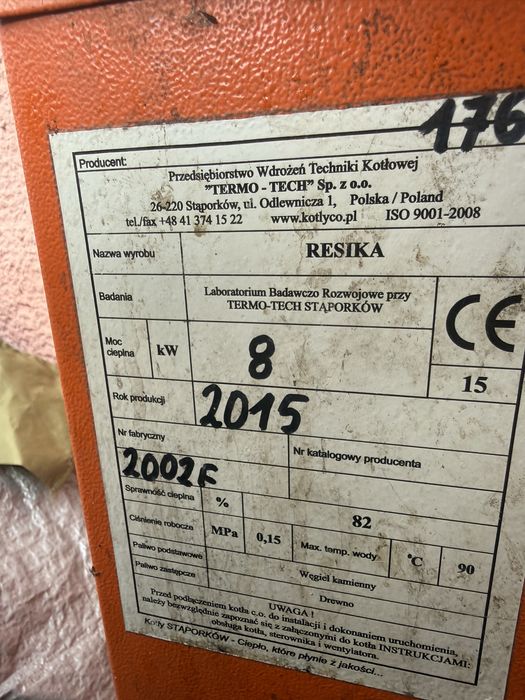 176
Producent:
Przedsiębiorstwo Wdrożeń Techniki Kotłowej
"TERMO - TECH" Sp. z o.o.
26-220 Stąporków, ul. Odlewnicza 1, Polska / Poland
tel./fax +48 41 374 15 22 www.kotlyco.pl ISO 9001-2008
Nazwa wyrobu RESIKA
Badania Laboratorium Badawczo Rozwojowe przy
TERMO-TECH STĄPORKÓW
CE
Moc
cieplna kW 8
15
Rok produkcji 2015
Nr fabryczny Nr katalogowy producenta
2002F
Sprawność cieplna % 82
Ciśnienie robocze MPa 0,15 Max. temp. wody °C 90
Paliwo podstawowe Węgiel kamienny
Paliwo zastępcze Drewno
UWAGA !
Przed podłączeniem kotła c.o. do instalacji i dokonaniem uruchomienia,
należy bezwzględnie zapoznać się z załączonymi do kotła INSTRUKCJAMI:
obsługa kotła, sterownika i wentylatora.
Kotły STĄPORKÓW - Ciepło, które płynie z jakości...